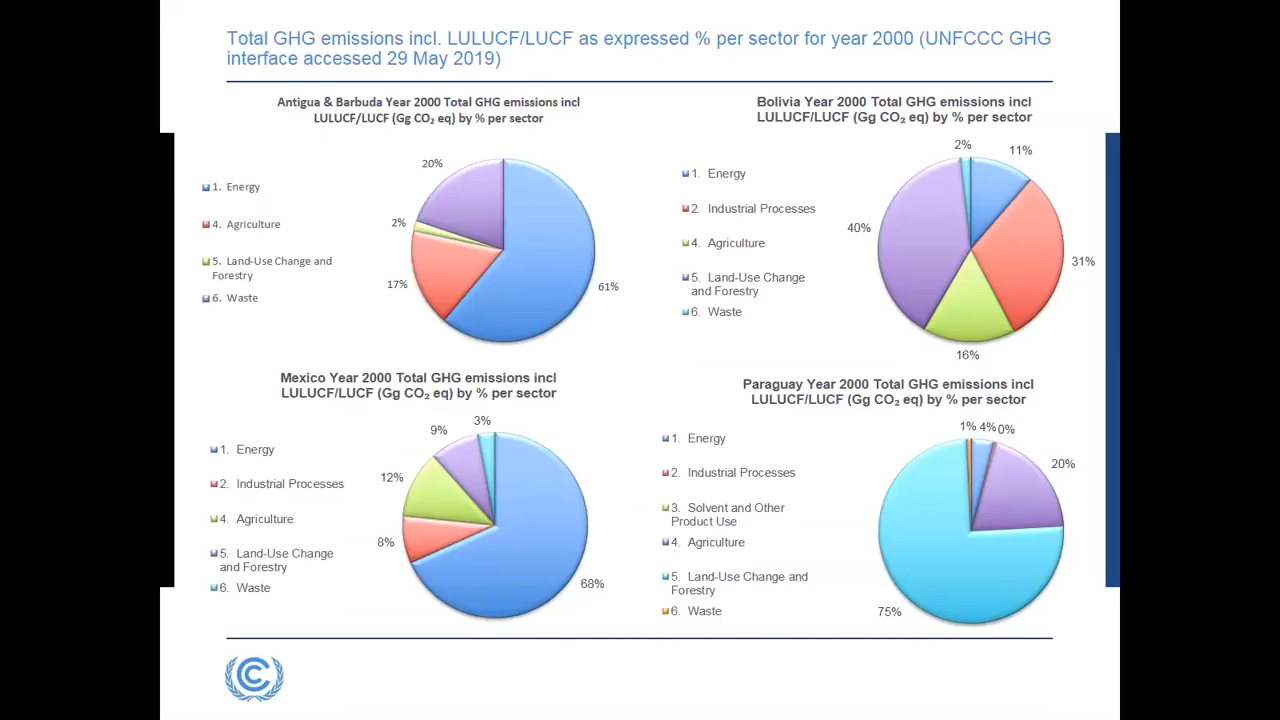 Total GHG emissions incl. LULUCF/LUCF as expressed % per sector for year 2000 (UNFCCC GHG
interface accessed 29 May 2019)
Antigua & Barbuda Year 2000 Total GHG emissions incl
LULUCF/LUCF (Gg CO₂ eq) by % per sector
1. Energy
4. Agriculture
5. Land-Use Change and
Forestry
6. Waste
20%
2%
17%
61%
Bolivia Year 2000 Total GHG emissions incl
LULUCF/LUCF (Gg CO₂ eq) by % per sector
1. Energy
2. Industrial Processes
4. Agriculture
5. Land-Use Change
and Forestry
6. Waste
2%
11%
40%
31%
16%
Mexico Year 2000 Total GHG emissions incl
LULUCF/LUCF (Gg CO₂ eq) by % per sector
1. Energy
2. Industrial Processes
4. Agriculture
5. Land-Use Change
and Forestry
6. Waste
3%
9%
12%
8%
68%
Paraguay Year 2000 Total GHG emissions incl
LULUCF/LUCF (Gg CO₂ eq) by % per sector
1. Energy
2. Industrial Processes
3. Solvent and Other
Product Use
4. Agriculture
5. Land-Use Change and
Forestry
6. Waste
1% 4% 0%
20%
75%